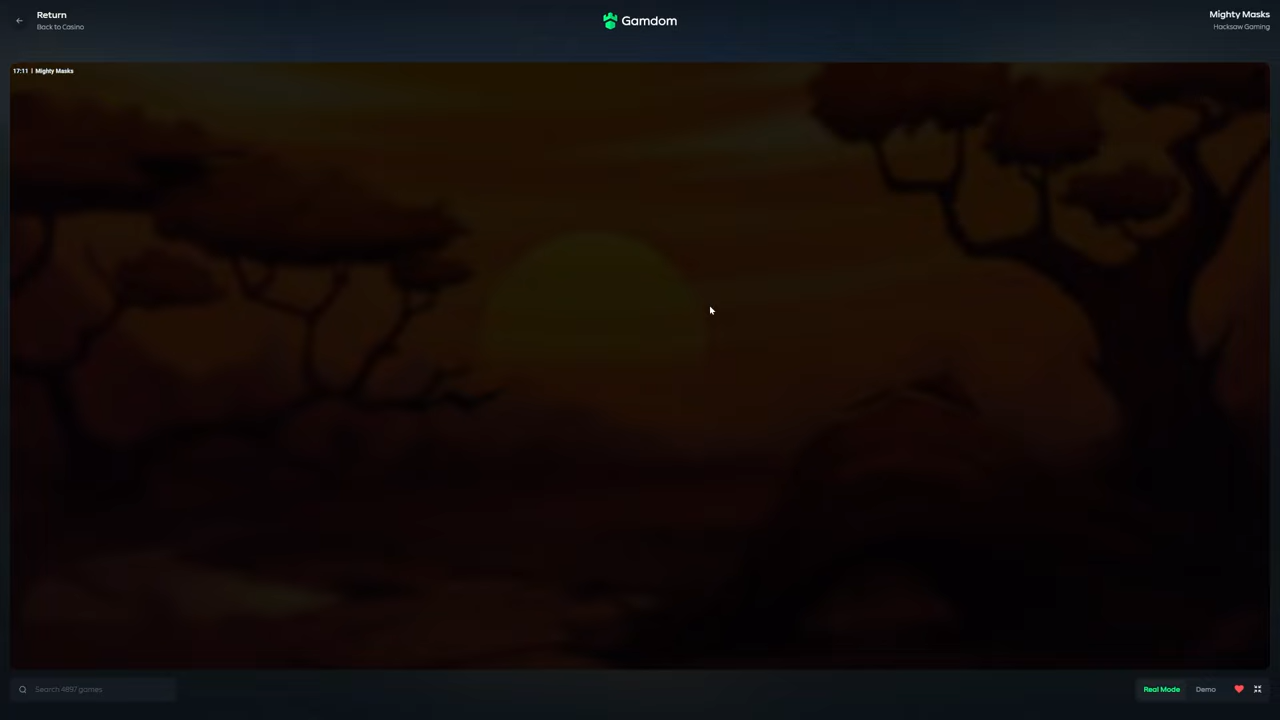 Return
Back to Casino
Gamdom
Mighty Masks
Hacksaw Gaming
17:11 | Mighty Masks
Search 4897 games
Real Mode
Demo